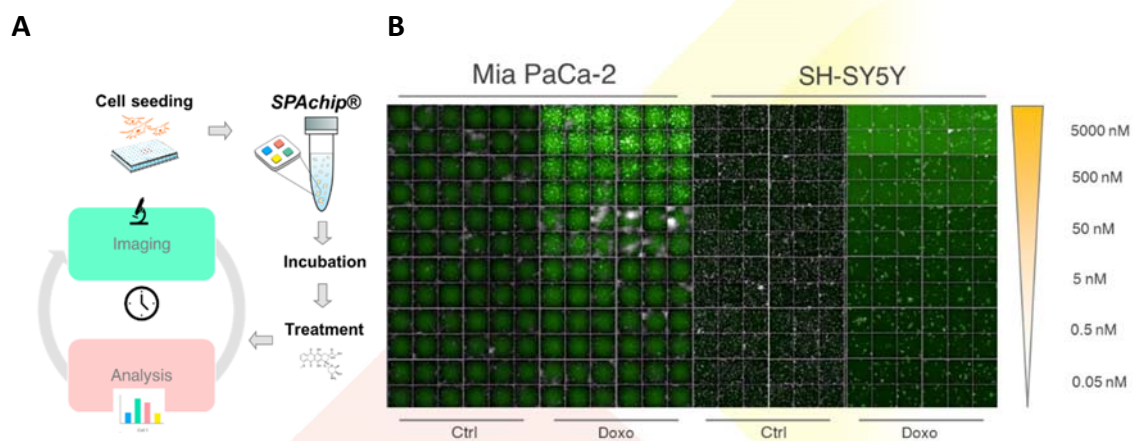 A
Cell seeding
SPAchip®
Imaging
Incubation
Treatment
Analysis
B
Mia PaCa-2
SH-SY5Y
5000 nM
500 nM
50 nM
5 nM
0.5 nM
0.05 nM
Ctrl
Doxo
Ctrl
Doxo